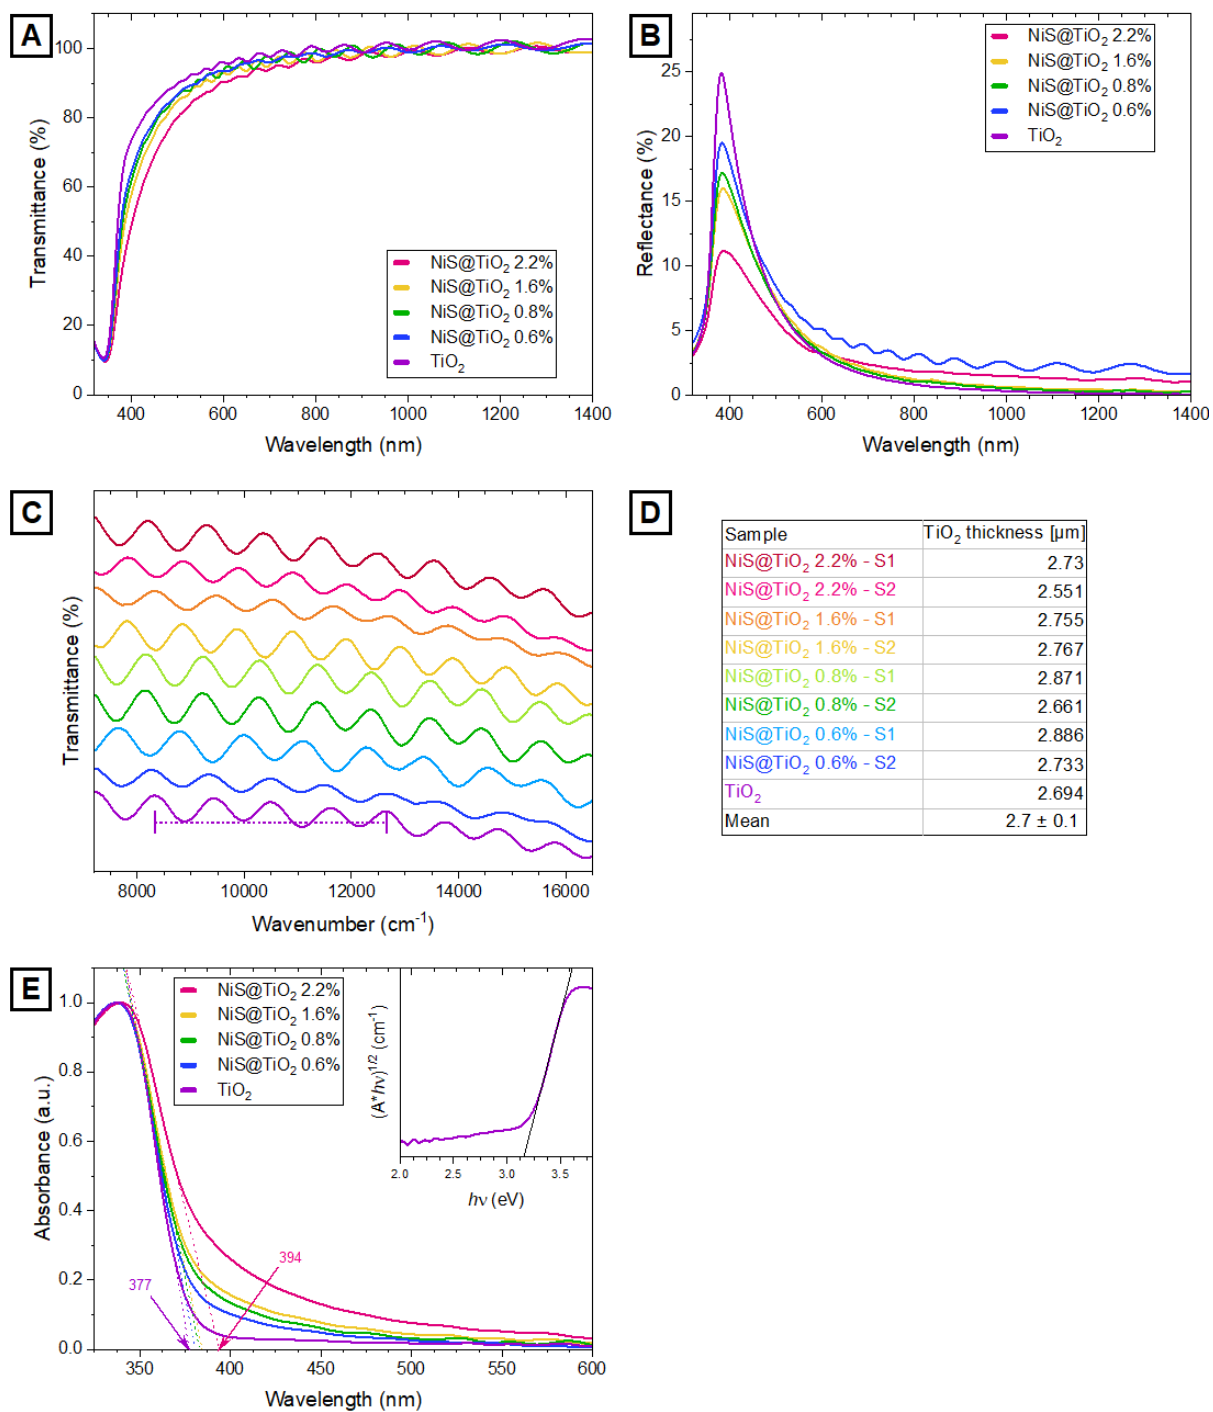 A
Transmittance (%)
100
80
60
40
20
0
NiS@TiO₂ 2.2%
NiS@TiO₂ 1.6%
NiS@TiO₂ 0.8%
NiS@TiO₂ 0.6%
TiO₂
400 600 800 1000 1200 1400
Wavelength (nm)
B
Reflectance (%)
25
20
15
10
5
0
NiS@TiO₂ 2.2%
NiS@TiO₂ 1.6%
NiS@TiO₂ 0.8%
NiS@TiO₂ 0.6%
TiO₂
400 600 800 1000 1200 1400
Wavelength (nm)
C
Transmittance (%)
8000 10000 12000 14000 16000
Wavenumber (cm⁻¹)
D
Sample TiO₂ thickness [µm]
NiS@TiO₂ 2.2% - S1 2.73
NiS@TiO₂ 2.2% - S2 2.551
NiS@TiO₂ 1.6% - S1 2.755
NiS@TiO₂ 1.6% - S2 2.767
NiS@TiO₂ 0.8% - S1 2.871
NiS@TiO₂ 0.8% - S2 2.661
NiS@TiO₂ 0.6% - S1 2.886
NiS@TiO₂ 0.6% - S2 2.733
TiO₂ 2.694
Mean 2.7 ± 0.1
E
Absorbance (a.u.)
1.0
0.8
0.6
0.4
0.2
0.0
NiS@TiO₂ 2.2%
NiS@TiO₂ 1.6%
NiS@TiO₂ 0.8%
NiS@TiO₂ 0.6%
TiO₂
(A*hν)¹ᐟ² (cm⁻¹)
2.0 2.5 3.0 3.5
hν (eV)
394
377
350 400 450 500 550 600
Wavelength (nm)